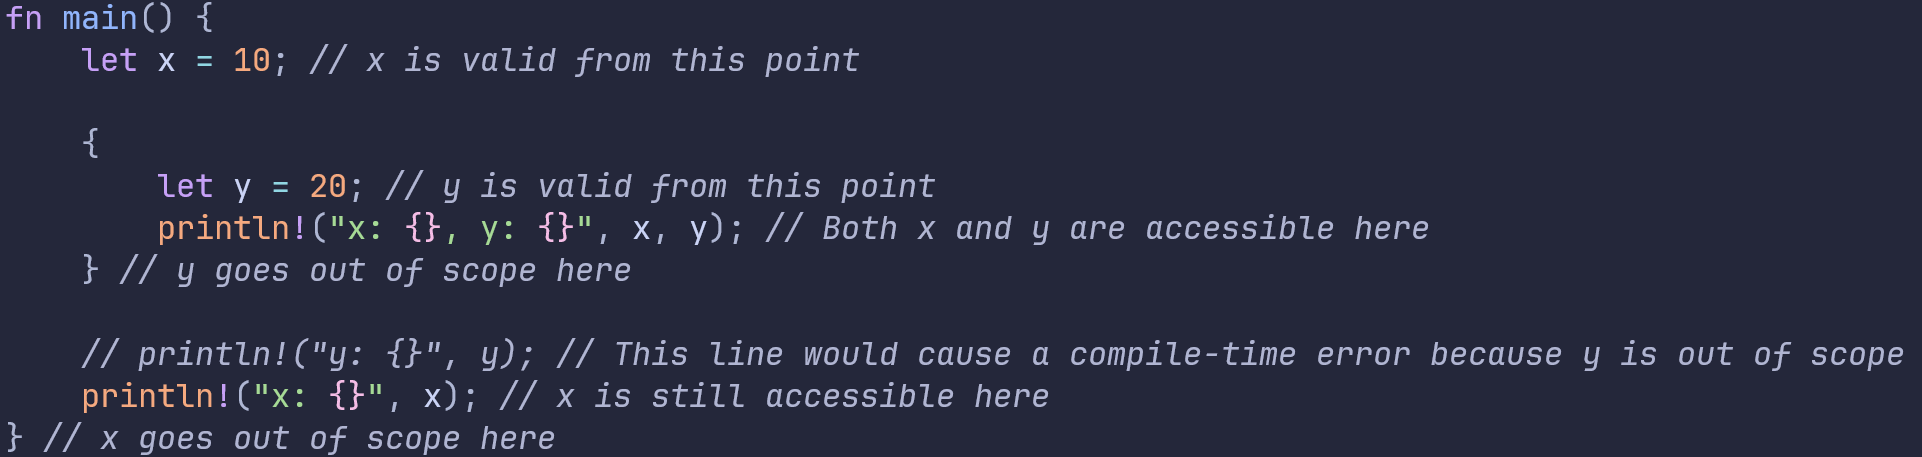 fn main() {
    let x = 10; // x is valid from this point

    {
        let y = 20; // y is valid from this point
        println!("x: {}, y: {}", x, y); // Both x and y are accessible here
    } // y goes out of scope here

    // println!("y: {}", y); // This line would cause a compile-time error because y is out of scope
    println!("x: {}", x); // x is still accessible here
} // x goes out of scope here